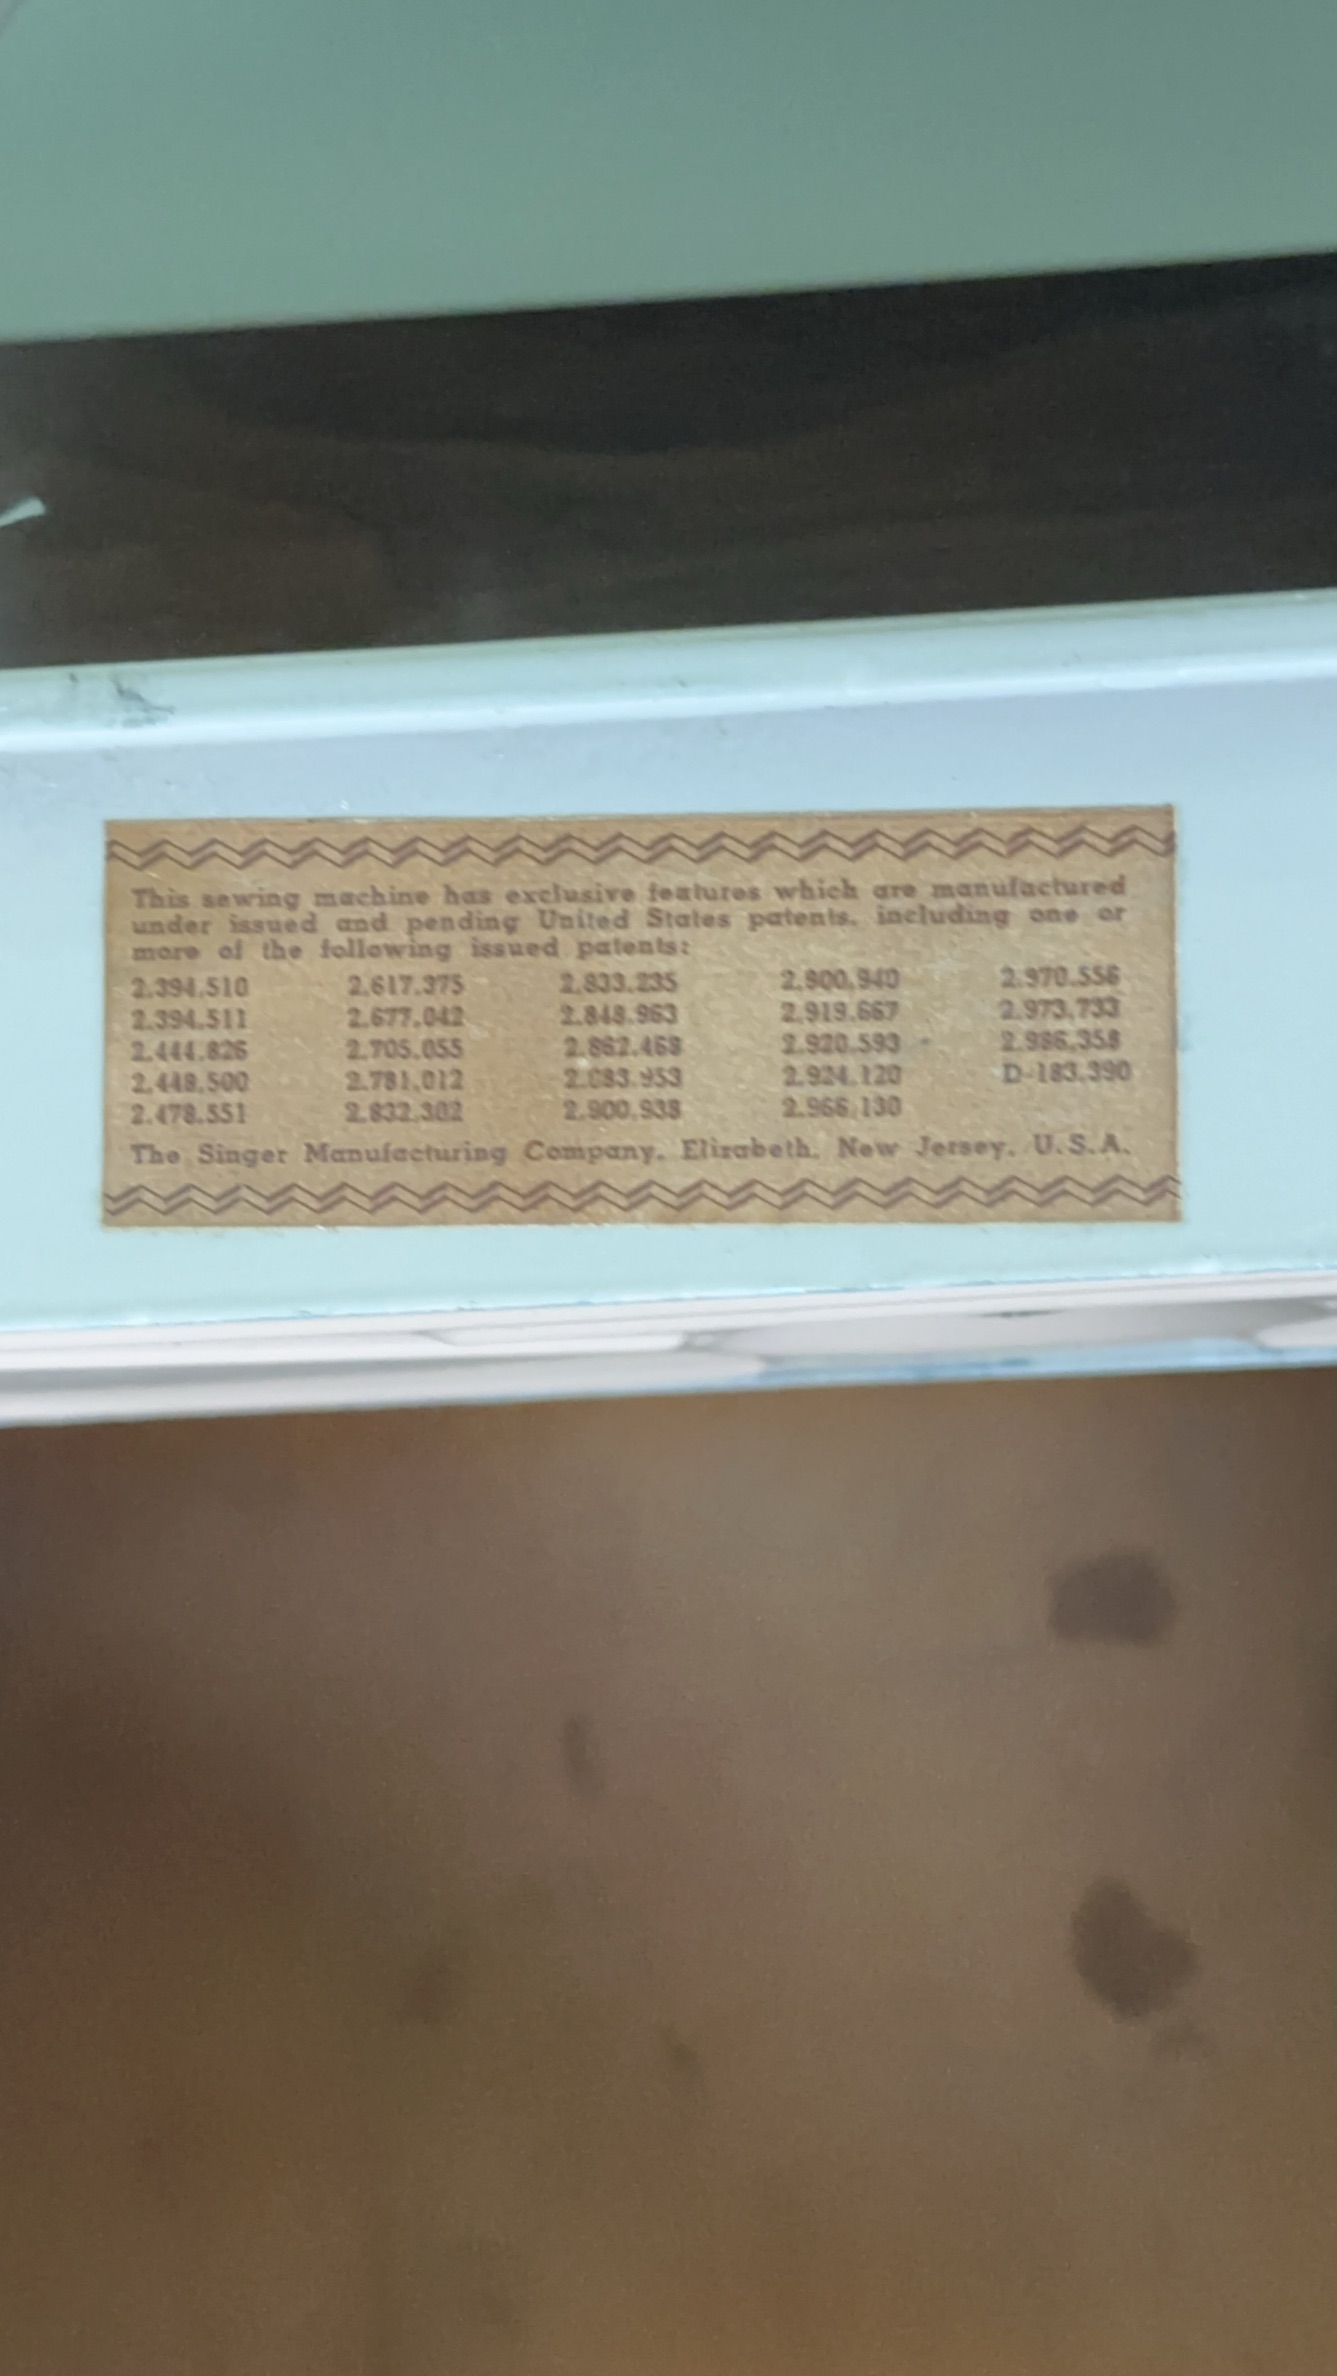 This sewing machine has exclusive features which are manufactured
under issued and pending United States patents, including one or
more of the following issued patents:
2,394,510 2,617,375 2,833,235 2,900,940 2,970,556
2,394,511 2,677,042 2,848,963 2,919,667 2,973,733
2,444,826 2,705,055 2,862,468 2,920,593 2,986,358
2,448,500 2,781,012 2,924,120 D-183,390
2,478,551 2,832,302 2,900,938 2,966,130
The Singer Manufacturing Company, Elizabeth, New Jersey, U.S.A.